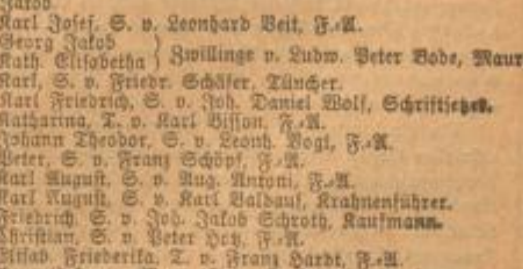 Jakob
Karl Josef, S. v. Leonhard Veit, F.-A.
Georg Jakob
Kath. Elisabetha } Zwillinge v. Ludw. Peter Bode, Maur
Karl, S. v. Friedr. Schäfer, Tüncher.
Karl Friedrich, S. v. Joh. Daniel Wolf, Schriftsetzer.
Katharina, T. v. Karl Bisson, F.-A.
Johann Theodor, S. v. Leonh. Vogl, F.-A.
Peter, S. v. Franz Schöpf, F.-A.
Karl August, S. v. Aug. Antoni, F.-A.
Karl August, S. v. Karl Baldauf, Krahnenführer.
Friedrich, S. v. Joh. Jakob Schroth, Kaufmann.
Christian, S. v. Peter Hey, F.-A.
Elisab. Friederika, T. v. Franz Hardt, F.-A.